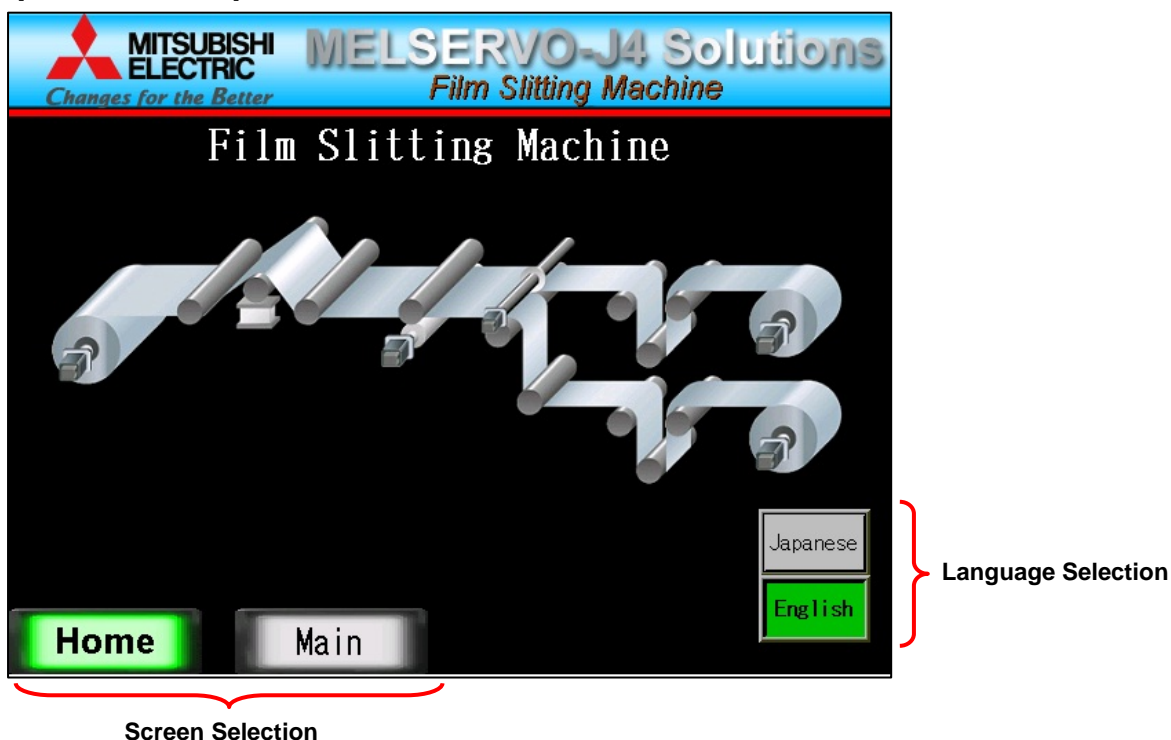 MITSUBISHI
ELECTRIC
Changes for the Better
MELSERVO-J4 Solutions
Film Slitting Machine
Film Slitting Machine
Japanese
English
Language Selection
Home
Main
Screen Selection